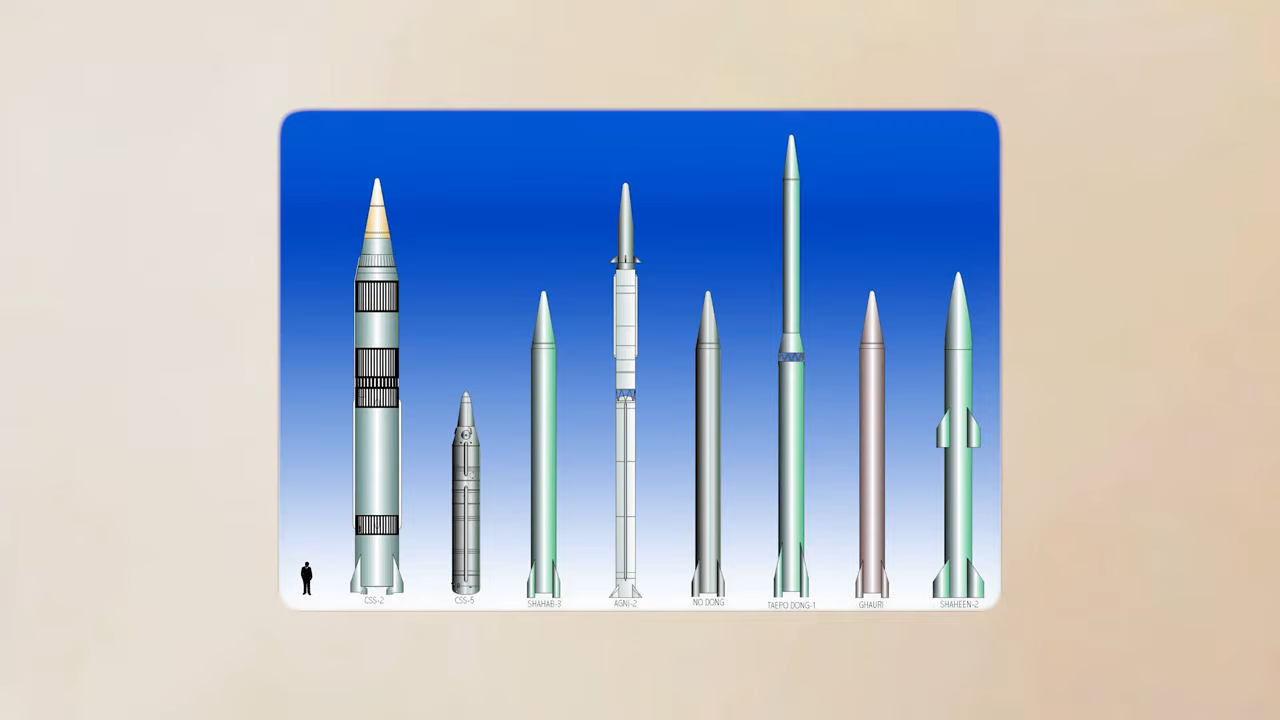 CSS-2
CSS-5
SHAHAB-3
AGNI-2
NO DONG
TAEPO DONG-1
GHAURI
SHAHEEN-2